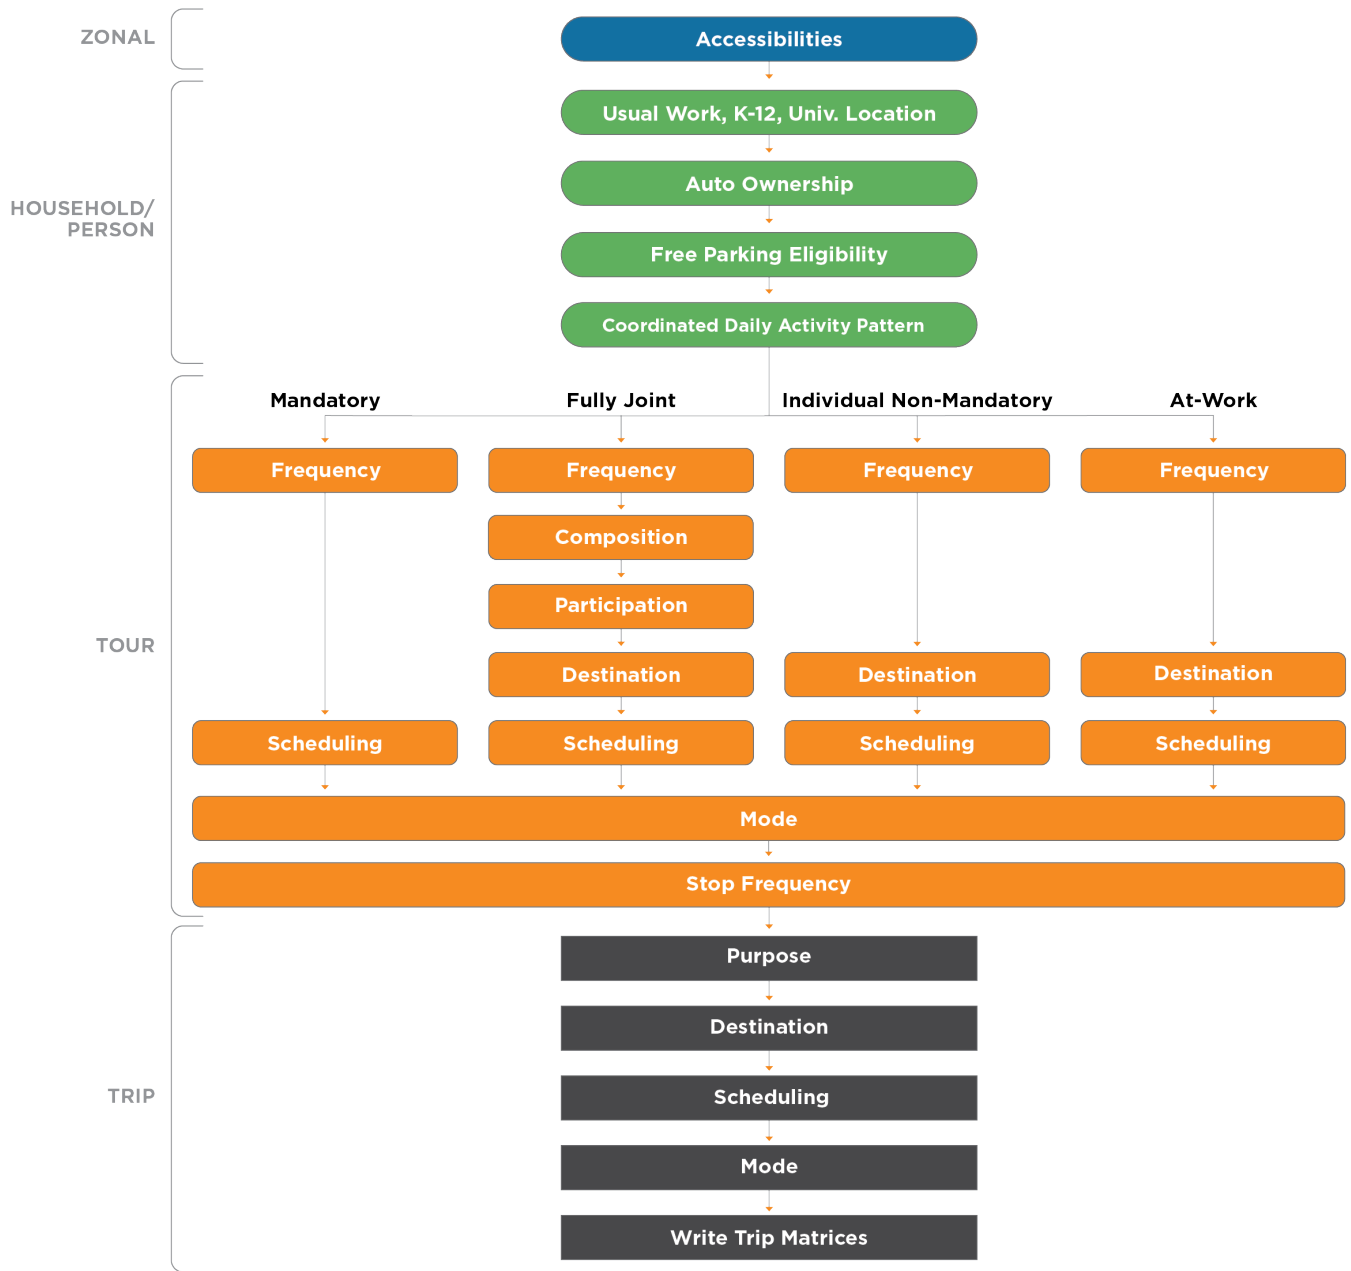 ZONAL
Accessibilities
HOUSEHOLD/
PERSON
Usual Work, K-12, Univ. Location
Auto Ownership
Free Parking Eligibility
Coordinated Daily Activity Pattern
TOUR
Mandatory
Fully Joint
Individual Non-Mandatory
At-Work
Frequency
Frequency
Frequency
Frequency
Composition
Participation
Destination
Destination
Destination
Scheduling
Scheduling
Scheduling
Scheduling
Mode
Stop Frequency
TRIP
Purpose
Destination
Scheduling
Mode
Write Trip Matrices